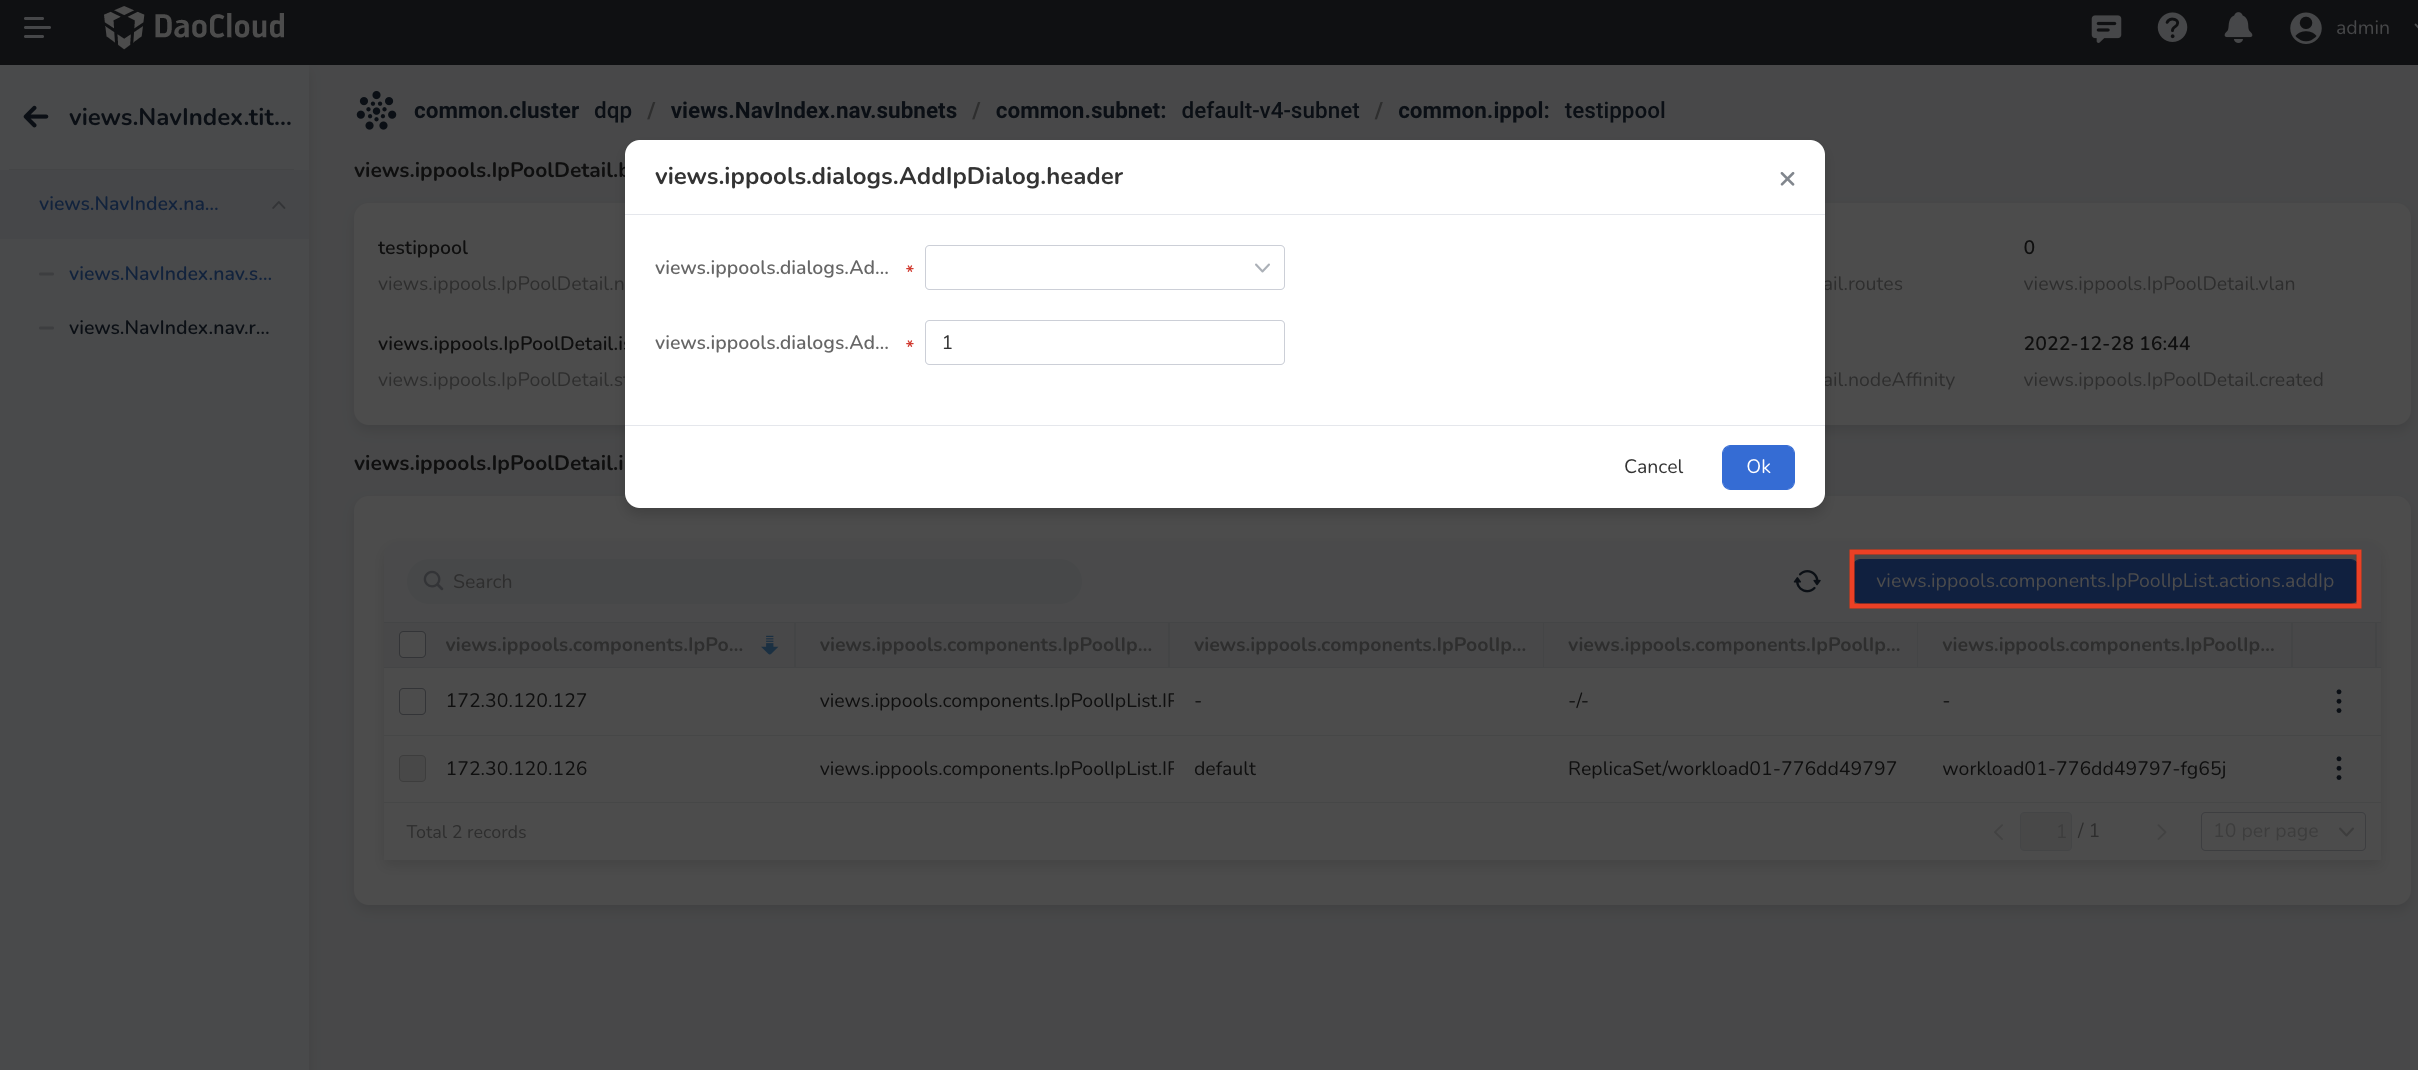 DaoCloud
admin
views.NavIndex.tit...
common.cluster dqp / views.NavIndex.nav.subnets / common.subnet: default-v4-subnet / common.ippol: testippool
views.NavIndex.na...
views.NavIndex.nav.s...
views.NavIndex.nav.r...
views.ippools.IpPoolDetail.b
testippool
views.ippools.IpPoolDetail.n
ail.routes
0
views.ippools.IpPoolDetail.vlan
views.ippools.IpPoolDetail.is
views.ippools.IpPoolDetail.s
ail.nodeAffinity
2022-12-28 16:44
views.ippools.IpPoolDetail.created
views.ippools.dialogs.AddIpDialog.header
views.ippools.dialogs.Ad... *
views.ippools.dialogs.Ad... * 1
Cancel Ok
views.ippools.IpPoolDetail.i
Search
views.ippools.components.IpPoolIpList.actions.addIp
views.ippools.components.IpPo... views.ippools.components.IpPoolIp... views.ippools.components.IpPoolIp... views.ippools.components.IpPoolIp... views.ippools.components.IpPoolIp...
172.30.120.127 views.ippools.components.IpPoolIpList.IP - -/- -
172.30.120.126 views.ippools.components.IpPoolIpList.IP default ReplicaSet/workload01-776dd49797 workload01-776dd49797-fg65j
Total 2 records
1 / 1
10 per page